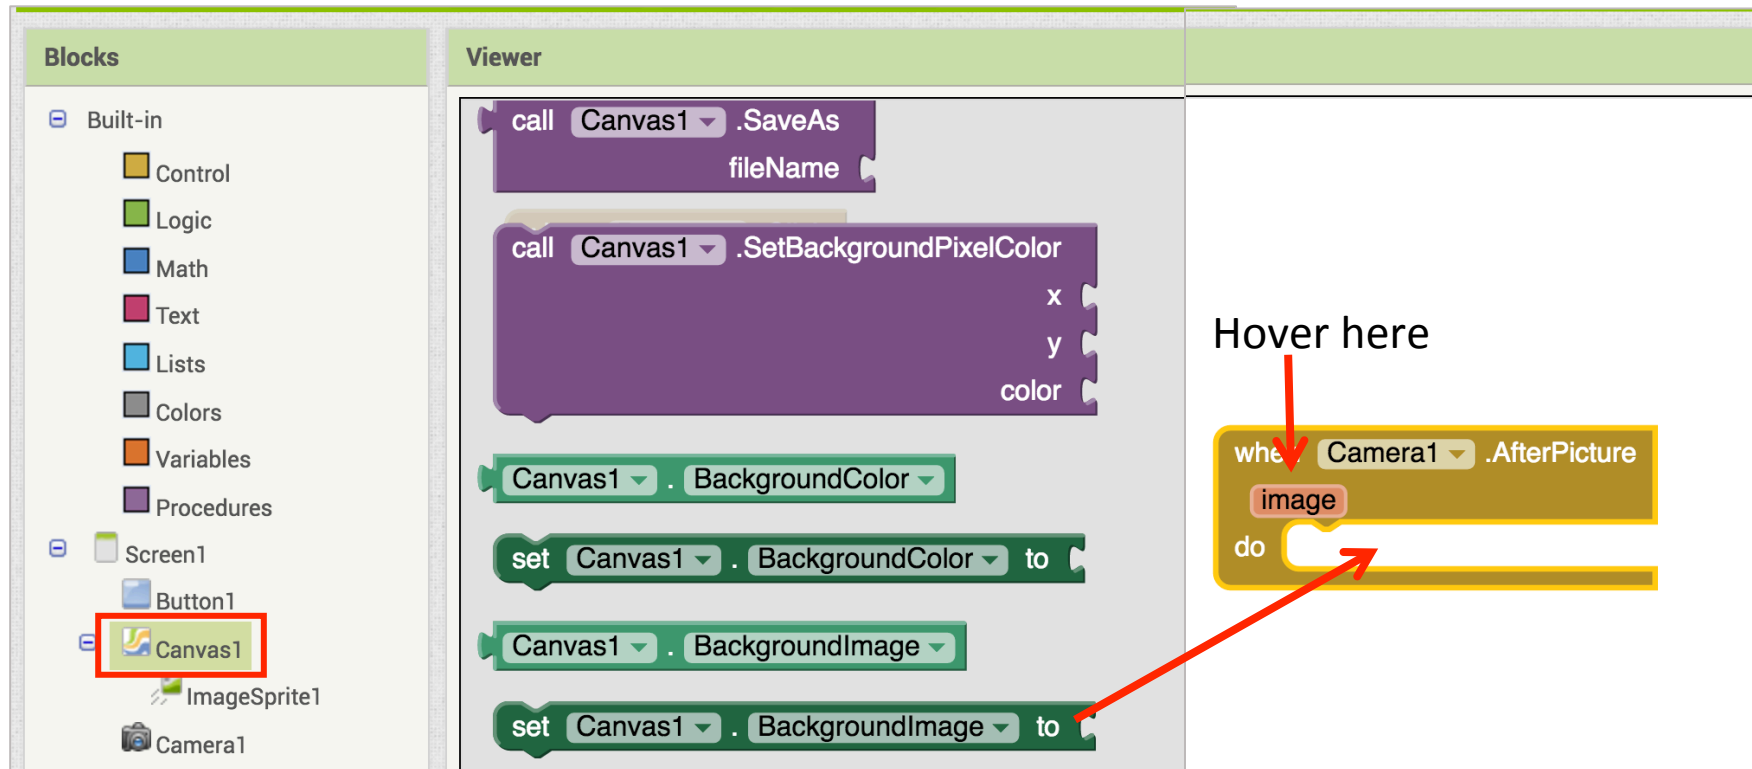 Blocks
Built-in
Control
Logic
Math
Text
Lists
Colors
Variables
Procedures
Screen1
Button1
Canvas1
ImageSprite1
Camera1
Viewer
call Canvas1 .SaveAs
fileName
call Canvas1 .SetBackgroundPixelColor
x
y
color
Canvas1 . BackgroundColor
set Canvas1 . BackgroundColor to
Canvas1 . BackgroundImage
set Canvas1 . BackgroundImage to
Hover here
when Camera1 .AfterPicture
image
do